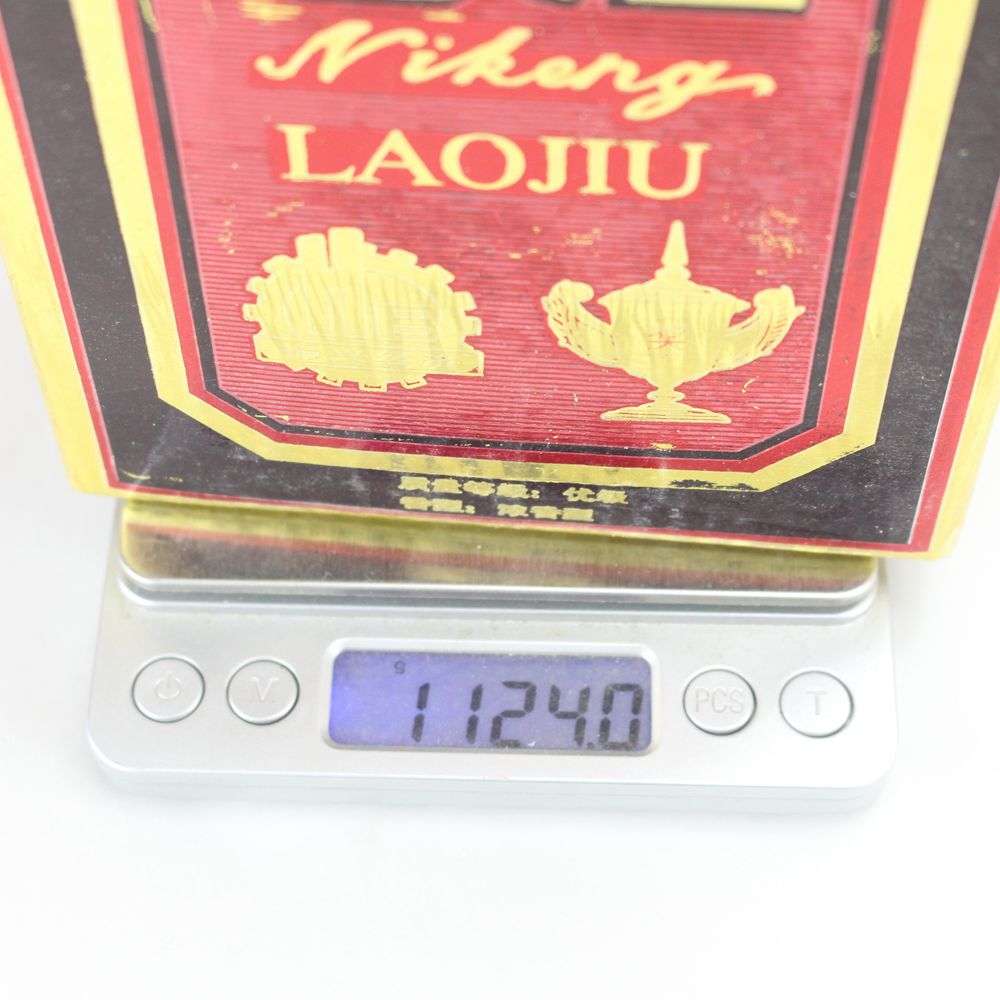 Nikeng
LAOJIU
质量等级：优级
香型：浓香型
1124.0
V
PCS
T